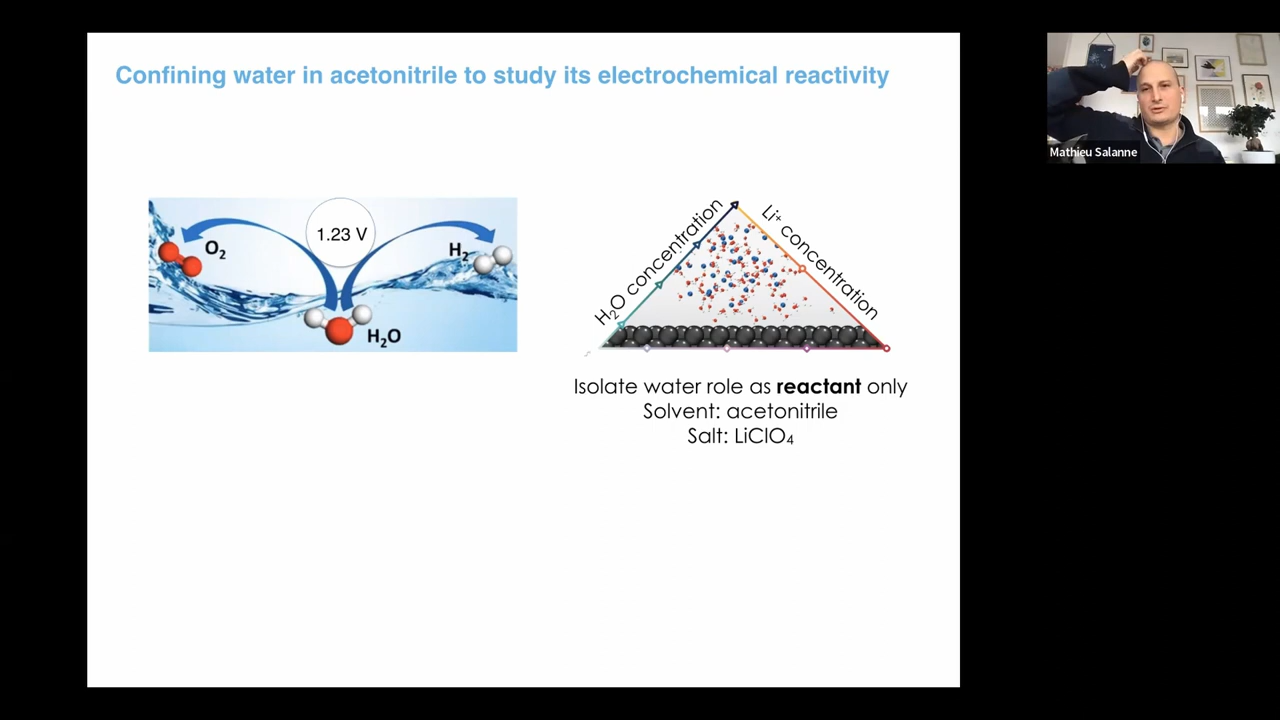 Confining water in acetonitrile to study its electrochemical reactivity
Mathieu Salanne
1.23 V
O₂
H₂
H₂O
H₂O concentration
Li⁺ concentration
Isolate water role as reactant only
Solvent: acetonitrile
Salt: LiClO₄